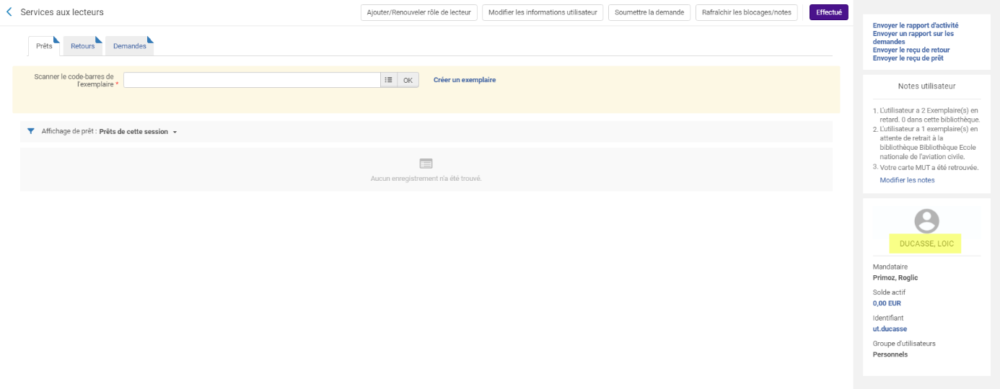 Services aux lecteurs
Ajouter/Renouveler rôle de lecteur
Modifier les informations utilisateur
Soumettre la demande
Rafraîchir les blocages/notes
Effectué
Prêts
Retours
Demandes
Scanner le code-barres de
l'exemplaire *
OK
Créer un exemplaire
Affichage de prêt : Prêts de cette session
Aucun enregistrement n'a été trouvé.
Envoyer le rapport d'activité
Envoyer un rapport sur les
demandes
Envoyer le reçu de retour
Envoyer le reçu de prêt
Notes utilisateur
1. L'utilisateur a 2 Exemplaire(s) en
retard. 0 dans cette bibliothèque.
2. L'utilisateur a 1 exemplaire(s) en
attente de retrait à la
bibliothèque Bibliothèque Ecole
nationale de l'aviation civile.
3. Votre carte MUT a été retrouvée.
Modifier les notes
DUCASSE, LOIC
Mandataire
Primoz, Roglic
Solde actif
0,00 EUR
Identifiant
ut.ducasse
Groupe d'utilisateurs
Personnels